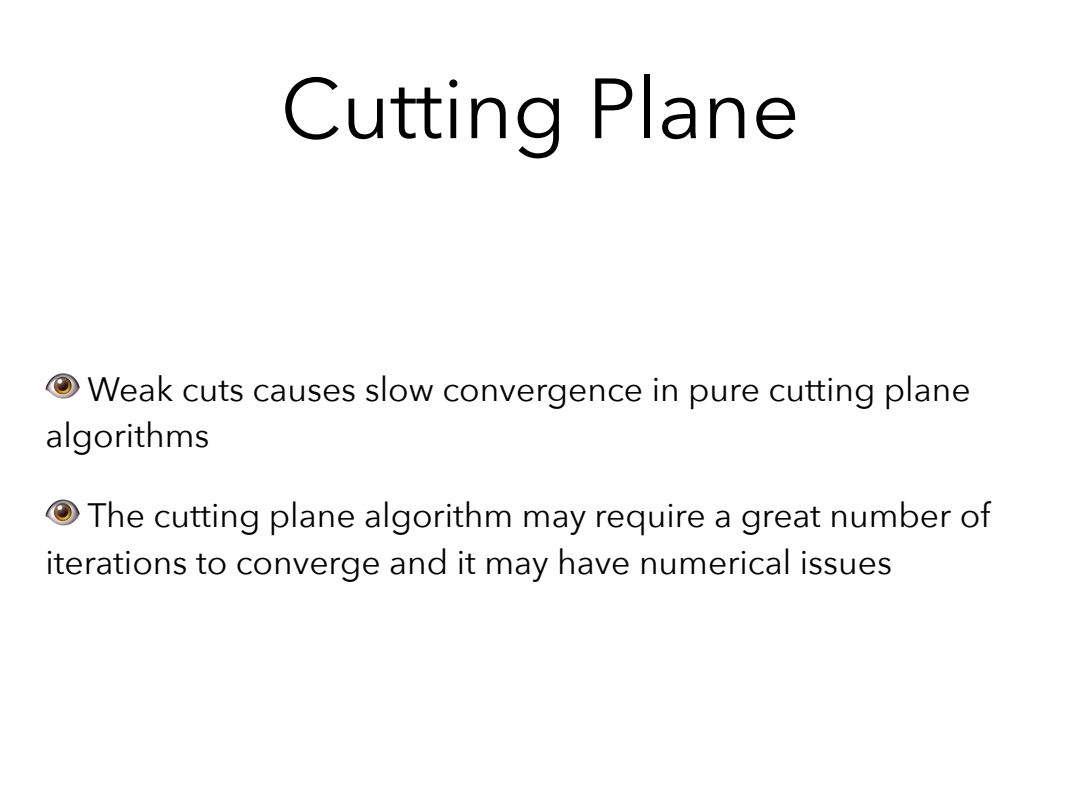 Cutting Plane
👁 Weak cuts causes slow convergence in pure cutting plane
algorithms
👁 The cutting plane algorithm may require a great number of
iterations to converge and it may have numerical issues